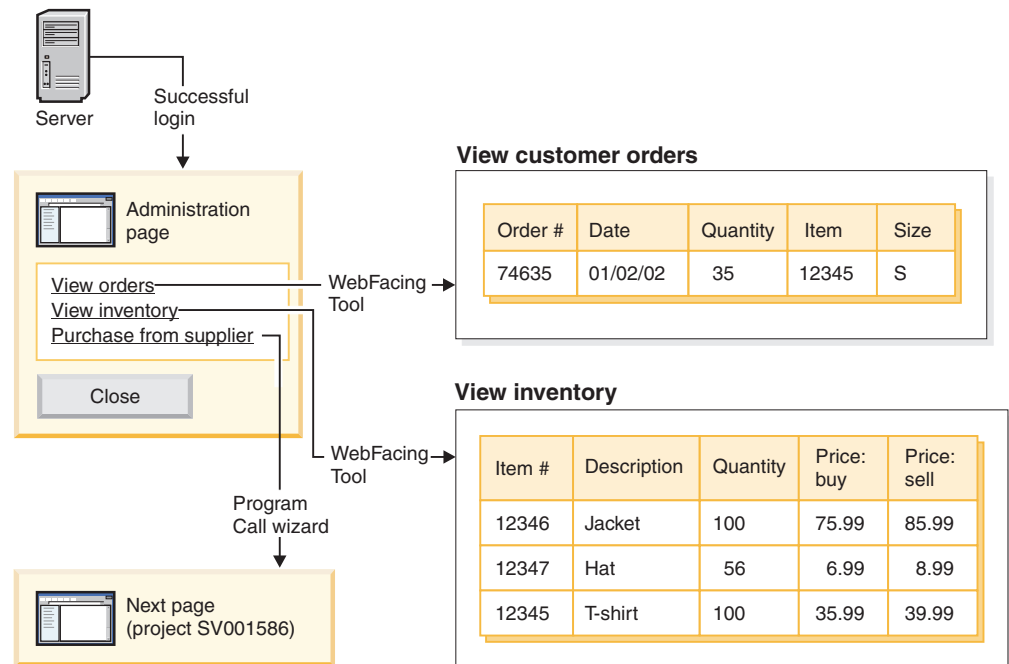 Server
Successful
login
Administration
page
View orders
View inventory
Purchase from supplier
Close
WebFacing
Tool
View customer orders
Order # Date Quantity Item Size
74635 01/02/02 35 12345 S
WebFacing
Tool
View inventory
Item # Description Quantity Price: buy Price: sell
12346 Jacket 100 75.99 85.99
12347 Hat 56 6.99 8.99
12345 T-shirt 100 35.99 39.99
Program
Call wizard
Next page
(project SV001586)